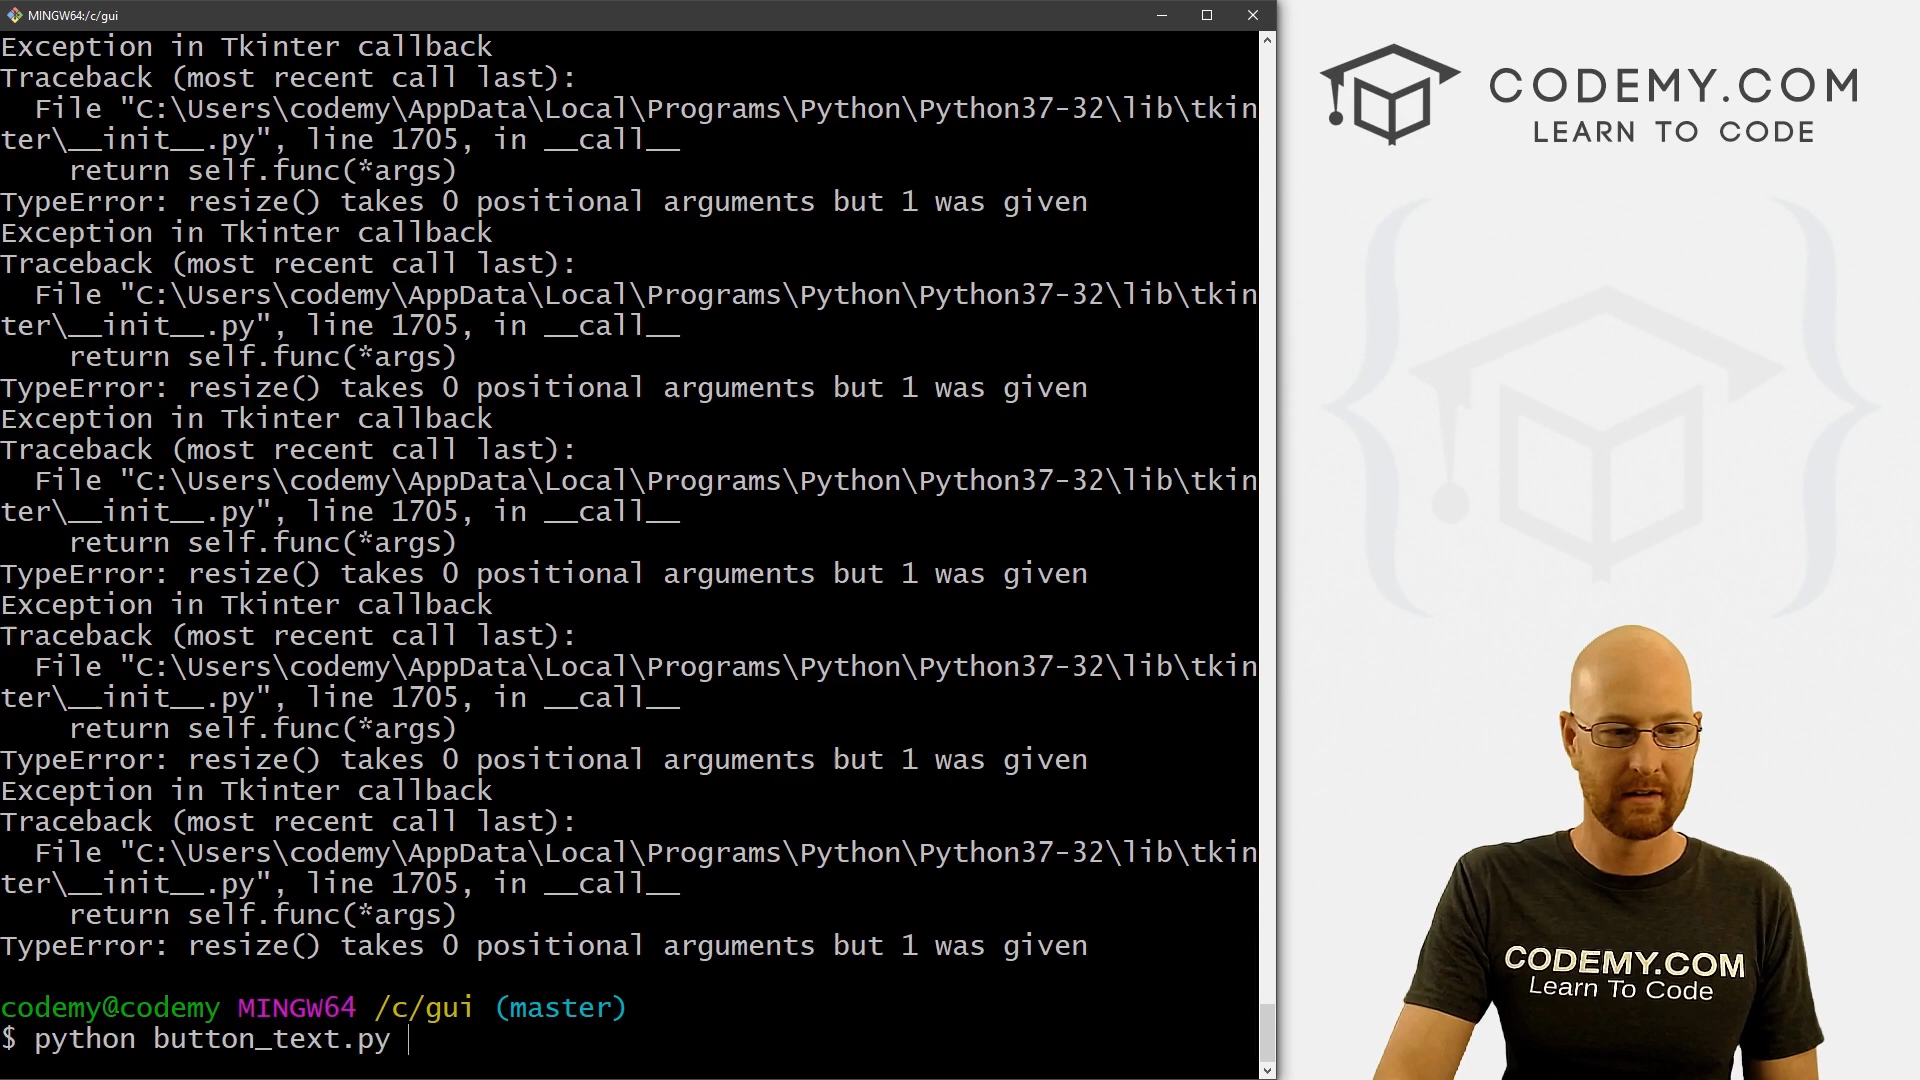 MINGW64:/c/gui
Exception in Tkinter callback
Traceback (most recent call last):
  File "C:\Users\codemy\AppData\Local\Programs\Python\Python37-32\lib\tkin
ter\__init__.py", line 1705, in __call__
    return self.func(*args)
TypeError: resize() takes 0 positional arguments but 1 was given
Exception in Tkinter callback
Traceback (most recent call last):
  File "C:\Users\codemy\AppData\Local\Programs\Python\Python37-32\lib\tkin
ter\__init__.py", line 1705, in __call__
    return self.func(*args)
TypeError: resize() takes 0 positional arguments but 1 was given
Exception in Tkinter callback
Traceback (most recent call last):
  File "C:\Users\codemy\AppData\Local\Programs\Python\Python37-32\lib\tkin
ter\__init__.py", line 1705, in __call__
    return self.func(*args)
TypeError: resize() takes 0 positional arguments but 1 was given
Exception in Tkinter callback
Traceback (most recent call last):
  File "C:\Users\codemy\AppData\Local\Programs\Python\Python37-32\lib\tkin
ter\__init__.py", line 1705, in __call__
    return self.func(*args)
TypeError: resize() takes 0 positional arguments but 1 was given
Exception in Tkinter callback
Traceback (most recent call last):
  File "C:\Users\codemy\AppData\Local\Programs\Python\Python37-32\lib\tkin
ter\__init__.py", line 1705, in __call__
    return self.func(*args)
TypeError: resize() takes 0 positional arguments but 1 was given
codemy@codemy MINGW64 /c/gui (master)
$ python button_text.py
CODEMY.COM
LEARN TO CODE
CODEMY.COM
Learn To Code